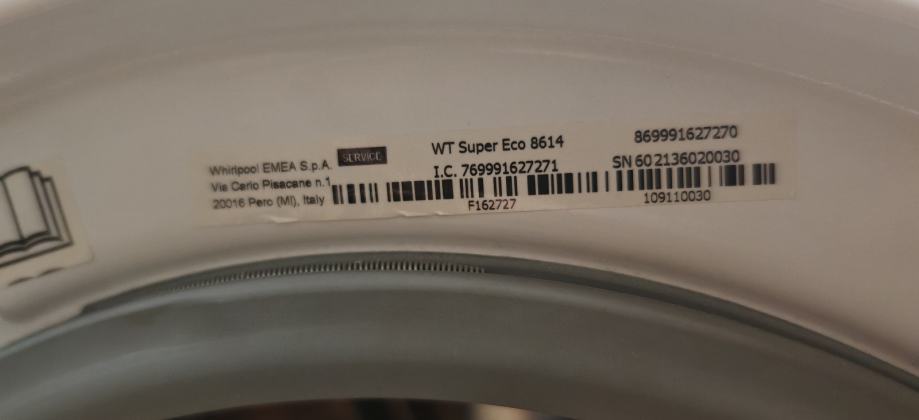 Whirlpool EMEA S.p.A.
Via Carlo Pisacane n.1
20016 Pero (MI), Italy
SERVICE
WT Super Eco 8614
I.C. 769991627271
F162727
869991627270
SN 60 2136020030
109110030